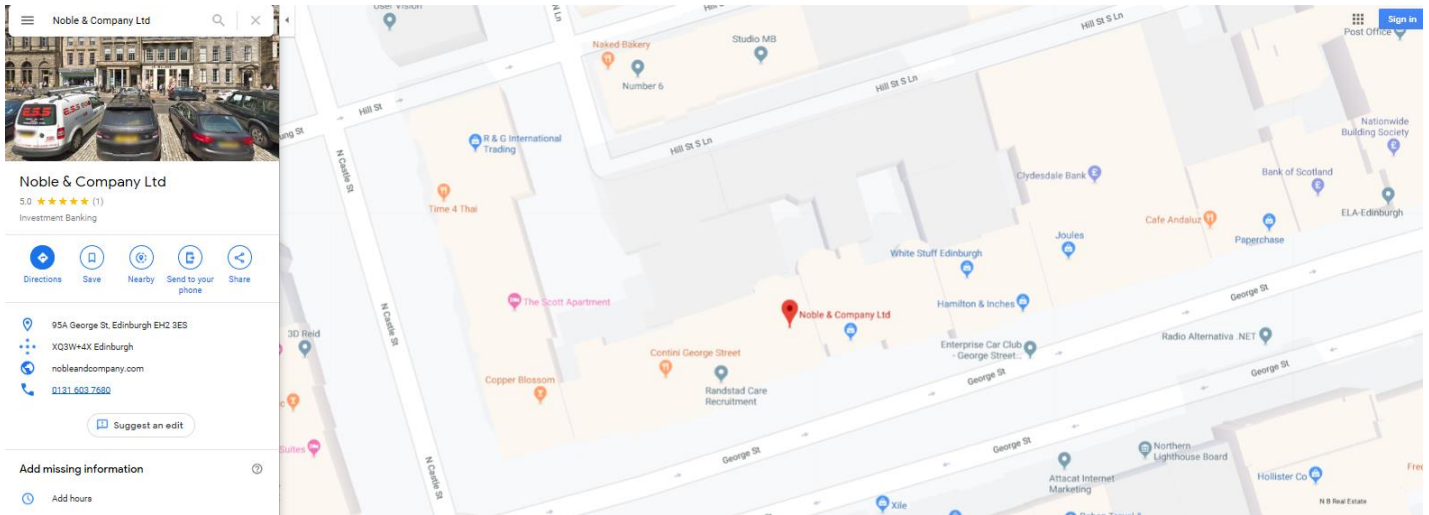 Noble & Company Ltd
ESS
ESS
Noble & Company Ltd
5.0 ★★★★★ (1)
Investment Banking
Directions
Save
Nearby
Send to your
phone
Share
95A George St, Edinburgh EH2 3ES
XQ3W+4X Edinburgh
nobleandcompany.com
0131 603 7680
Suggest an edit
Add missing information
Add hours
User Vision
Hill St S Ln
Sign in
Post Office
Naked Bakery
Studio MB
Number 6
Hill St S Ln
Hill St
ung St
R & G International
Trading
Hill St S Ln
Nationwide
Building Society
N Castle St
Clydesdale Bank
Bank of Scotland
Time 4 Thai
Cafe Andaluz
ELA-Edinburgh
Joules
Paperchase
White Stuff Edinburgh
The Scott Apartment
N Castle St
Hamilton & Inches
George St
Noble & Company Ltd
3D Reid
Radio Alternativa .NET
Enterprise Car Club
- George Street...
Contini George Street
George St
George St
Copper Blossom
Randstad Care
Recruitment
c
Suites
George St
George St
Northern
Lighthouse Board
N Castle St
Attacat Internet
Marketing
Hollister Co
Free
Xile
N B Real Estate